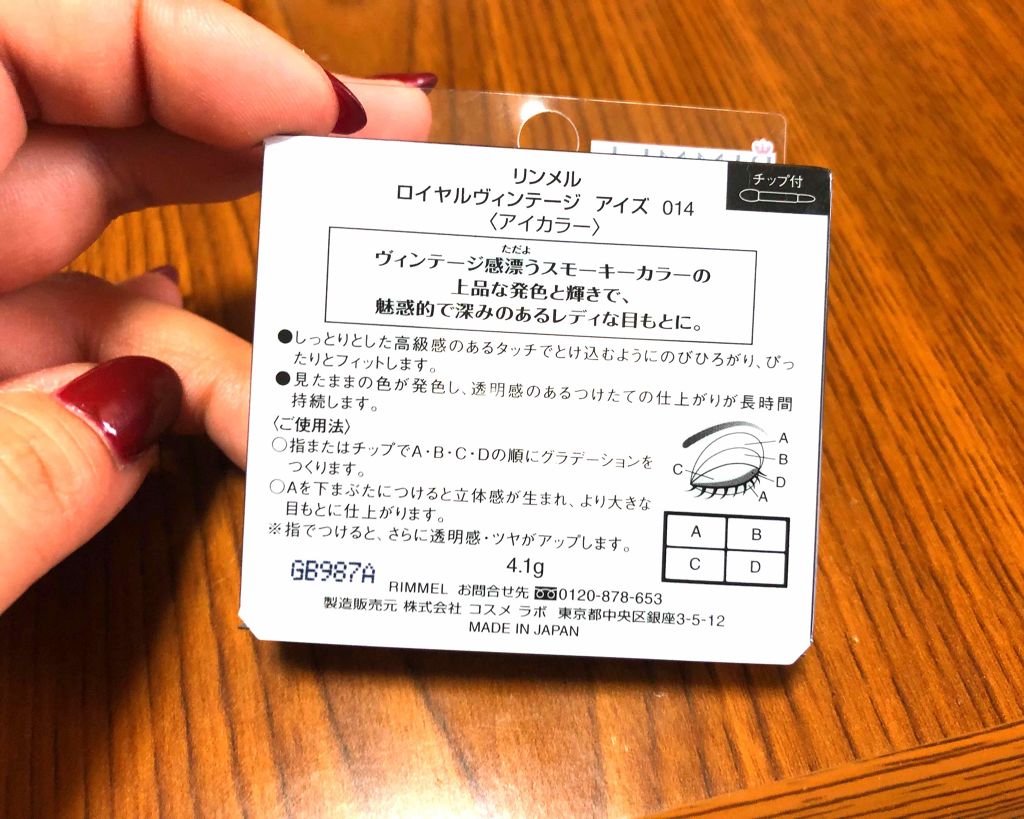 チップ付
リンメル
ロイヤルヴィンテージ アイズ 014
〈アイカラー〉
ただよ
ヴィンテージ感漂うスモーキーカラーの
上品な発色と輝きで、
魅惑的で深みのあるレディな目もとに。
●しっとりとした高級感のあるタッチでとけ込むようにのびひろがり、ぴっ
たりとフィットします。
●見たままの色が発色し、透明感のあるつけたての仕上がりが長時間
持続します。
〈ご使用法〉
○指またはチップでA・B・C・Dの順にグラデーションを
つくります。
○Aを下まぶたにつけると立体感が生まれ、より大きな
目もとに仕上がります。
※指でつけると、さらに透明感・ツヤがアップします。
A
B
C
D
A
A B
C D
4.1g
GB987A
RIMMEL お問合せ先 0120-878-653
製造販売元 株式会社 コスメ ラボ 東京都中央区銀座3-5-12
MADE IN JAPAN